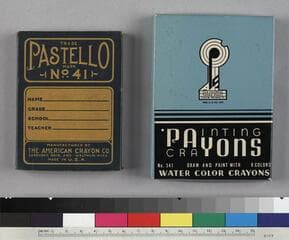 TRADE
PASTELLO
MARK
No. 41
NAME
GRADE
SCHOOL
TEACHER
MANUFACTURED BY
THE AMERICAN CRAYON CO.
MADE IN U.S.A.
PAINTING
CRAYONS
No. 341 DRAW AND PAINT WITH 8 COLORS
WATER COLOR CRAYONS